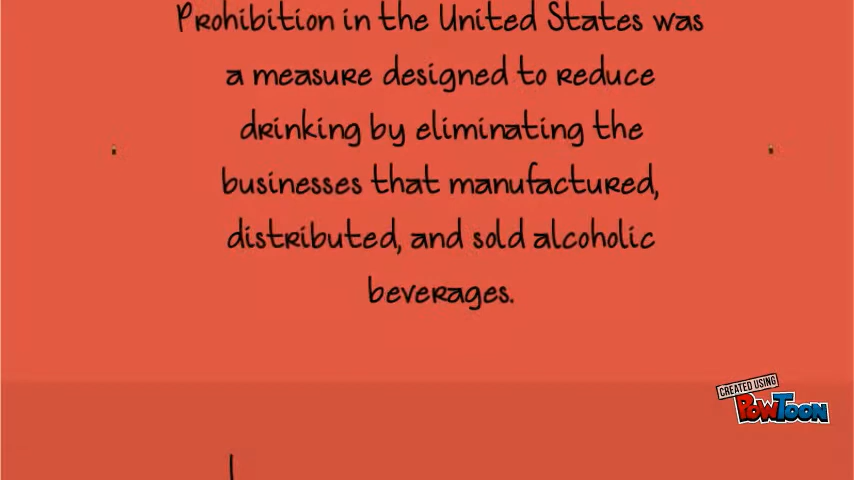 Prohibition in the United States was
a measure designed to reduce
drinking by eliminating the
businesses that manufactured,
distributed, and sold alcoholic
beverages.
CREATED USING
POWTOON